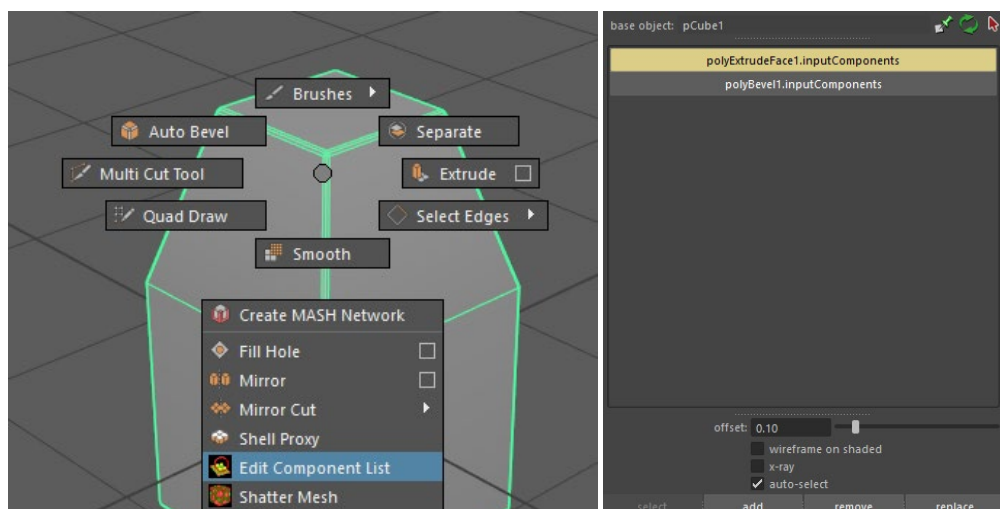 Brushes
Auto Bevel
Separate
Multi Cut Tool
Extrude
Quad Draw
Select Edges
Smooth
Create MASH Network
Fill Hole
Mirror
Mirror Cut
Shell Proxy
Edit Component List
Shatter Mesh
base object: pCube1
polyExtrudeFace1.inputComponents
polyBevel1.inputComponents
offset: 0.10
wireframe on shaded
x-ray
auto-select
select add remove replace